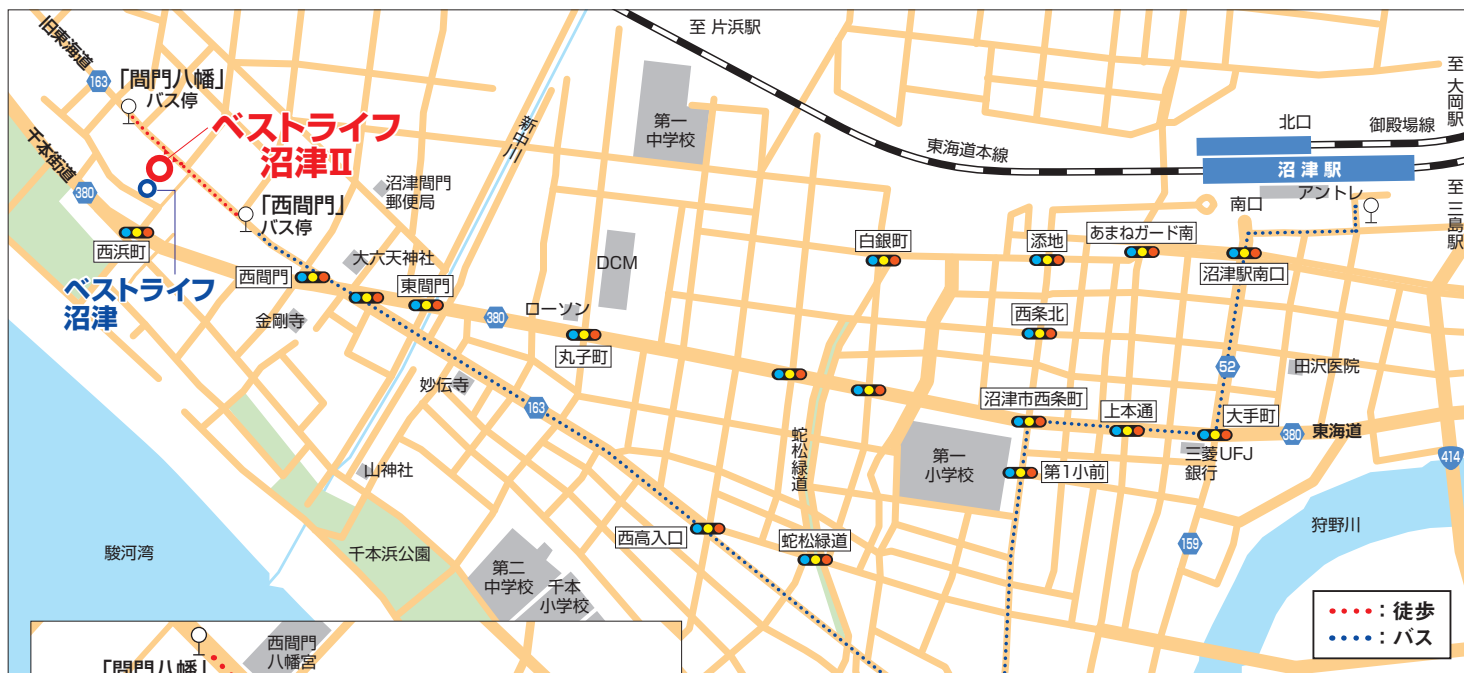 旧東海道
163
「間門八幡」
バス停
ベストライフ
沼津Ⅱ
千本街道
380
西浜町
「西間門」
バス停
ベストライフ
沼津
西間門
沼津間門
郵便局
大六天神社
東間門
金剛寺
380
新中川
至 片浜駅
第一
中学校
東海道本線
北口
御殿場線
至 大岡駅
沼津駅
アントレ
南口
至 三島駅
DCM
ローソン
丸子町
白銀町
添地
あまねガード南
沼津駅南口
西条北
52
田沢医院
妙伝寺
163
沼津市西条町
上本通
大手町
380
東海道
三菱UFJ
銀行
414
第一
小学校
第1小前
蛇松緑道
山神社
西高入口
蛇松緑道
159
狩野川
駿河湾
千本浜公園
第二
中学校
千本
小学校
：徒歩
：バス
西間門
八幡宮
「間門八幡」